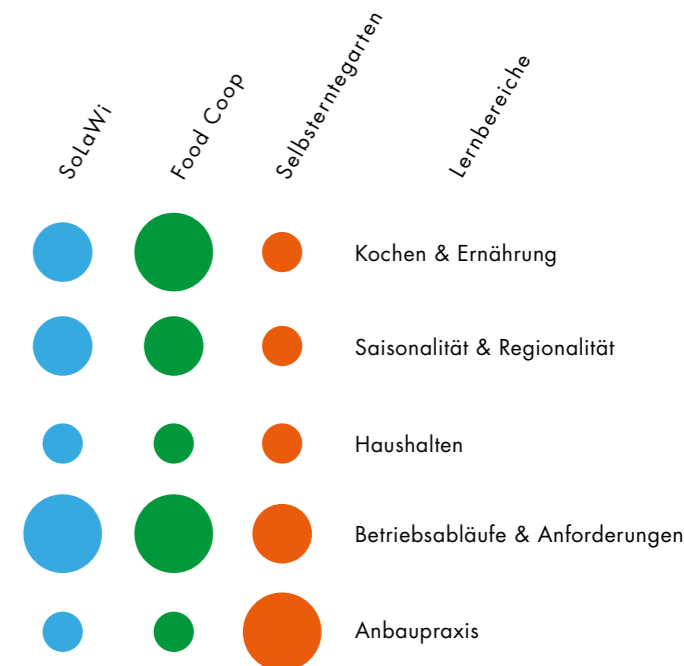 SoLaWi
Food Coop
Selbsterntegarten
Lernbereiche
Kochen & Ernährung
Saisonalität & Regionalität
Haushalten
Betriebsabläufe & Anforderungen
Anbaupraxis